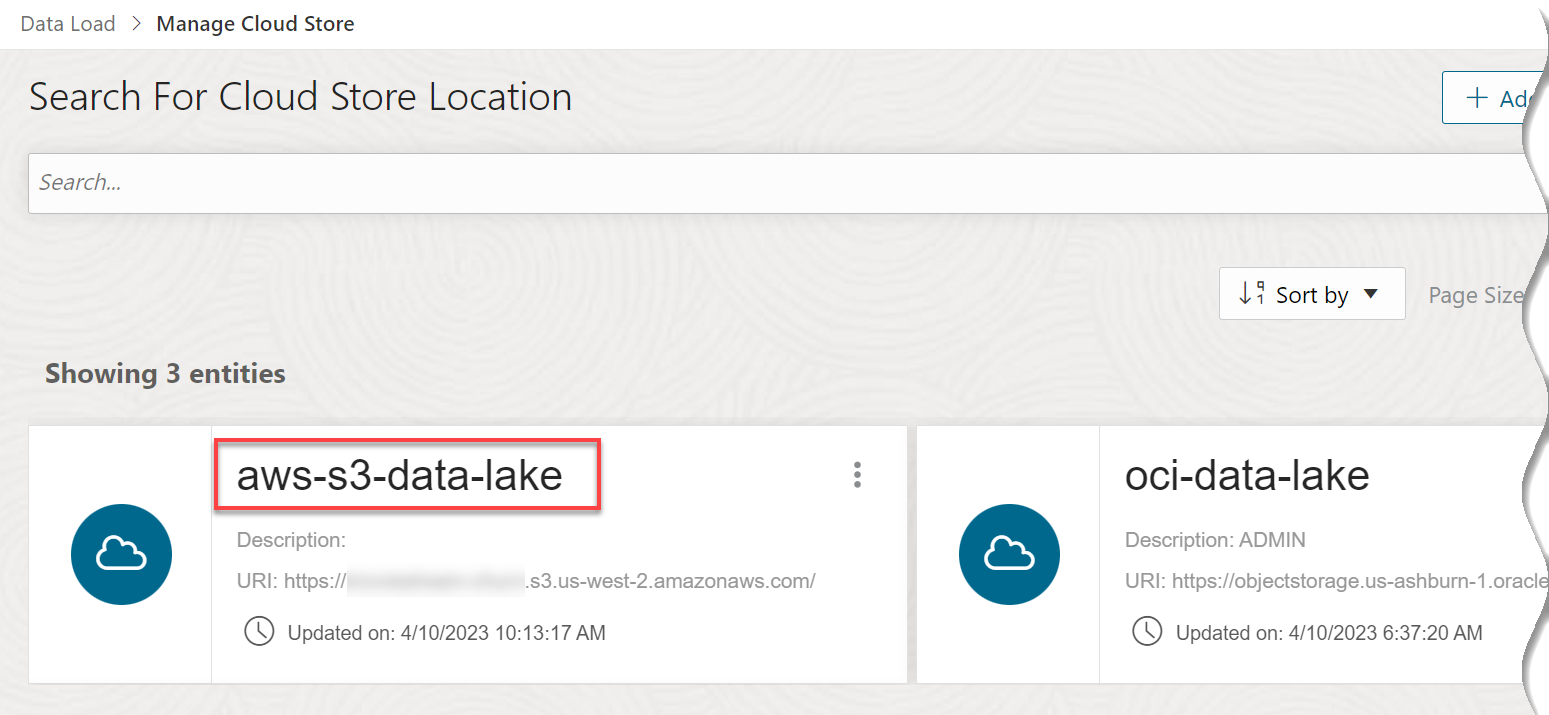 Data Load > Manage Cloud Store
Search For Cloud Store Location
+ Add
Search...
Sort by
Page Size
Showing 3 entities
aws-s3-data-lake
Description:
URI: https:// .s3.us-west-2.amazonaws.com/
Updated on: 4/10/2023 10:13:17 AM
oci-data-lake
Description: ADMIN
URI: https://objectstorage.us-ashburn-1.oracle
Updated on: 4/10/2023 6:37:20 AM